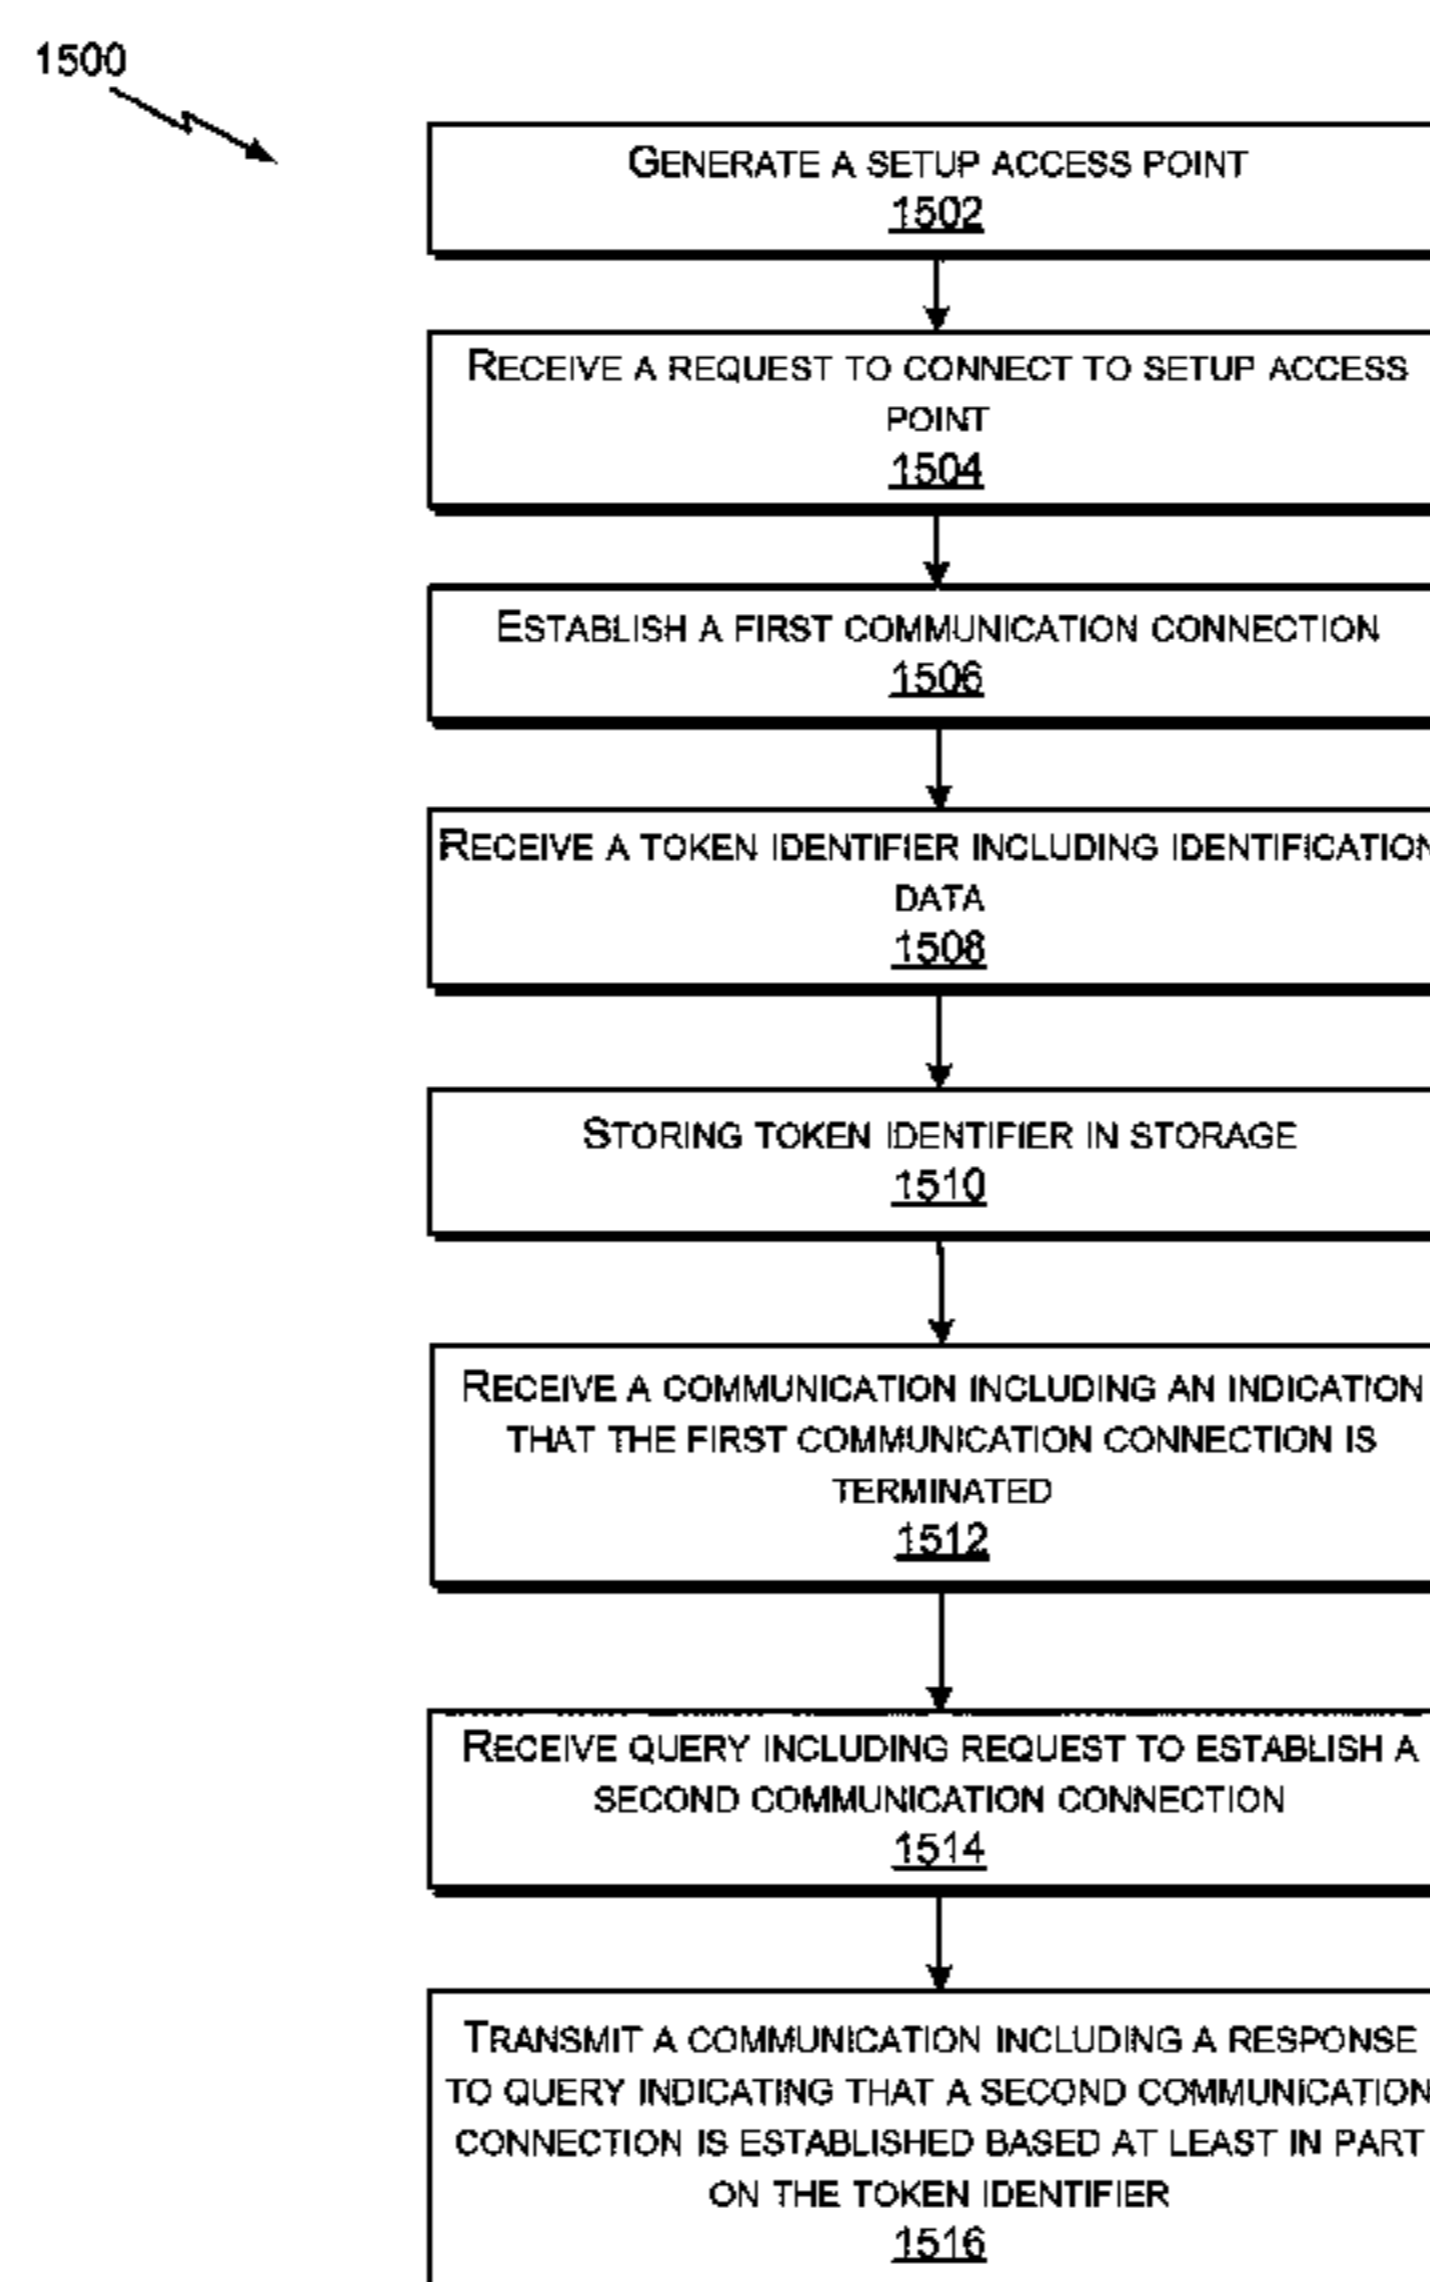 1500
GENERATE A SETUP ACCESS POINT
1502
RECEIVE A REQUEST TO CONNECT TO SETUP ACCESS
POINT
1504
ESTABLISH A FIRST COMMUNICATION CONNECTION
1506
RECEIVE A TOKEN IDENTIFIER INCLUDING IDENTIFICATION
DATA
1508
STORING TOKEN IDENTIFIER IN STORAGE
1510
RECEIVE A COMMUNICATION INCLUDING AN INDICATION
THAT THE FIRST COMMUNICATION CONNECTION IS
TERMINATED
1512
RECEIVE QUERY INCLUDING REQUEST TO ESTABLISH A
SECOND COMMUNICATION CONNECTION
1514
TRANSMIT A COMMUNICATION INCLUDING A RESPONSE
TO QUERY INDICATING THAT A SECOND COMMUNICATION
CONNECTION IS ESTABLISHED BASED AT LEAST IN PART
ON THE TOKEN IDENTIFIER
1516